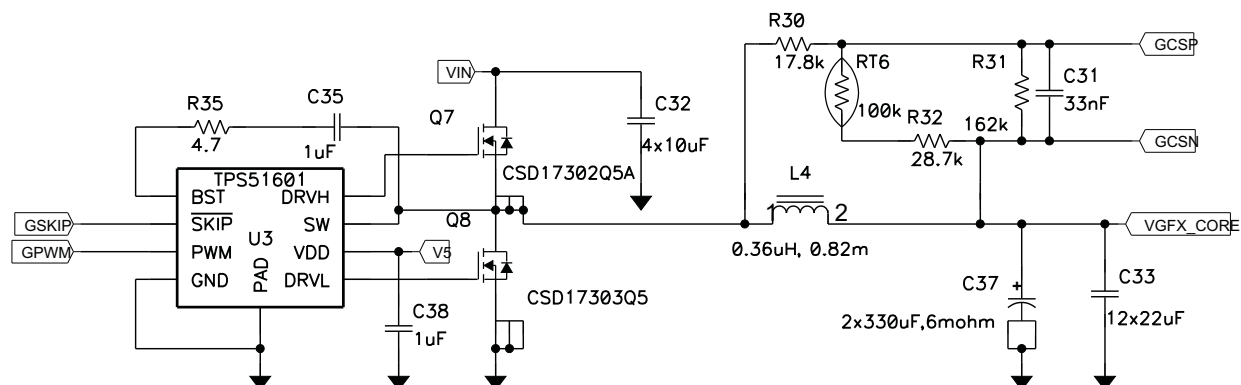 R30
17.8k
GCSP
R31
C31
33nF
RT6
100k
R32
28.7k
162k
GCSN
VIN
C32
4x10uF
R35
4.7
C35
1uF
Q7
CSD17302Q5A
TPS51601
BST
DRVH
SKIP
SW
PWM
VDD
GND
DRVL
U3
PAD
GSKIP
GPWM
V5
Q8
CSD17303Q5
C38
1uF
L4
1
2
0.36uH, 0.82m
VGFX_CORE
C37
+
2x330uF,6mohm
C33
12x22uF